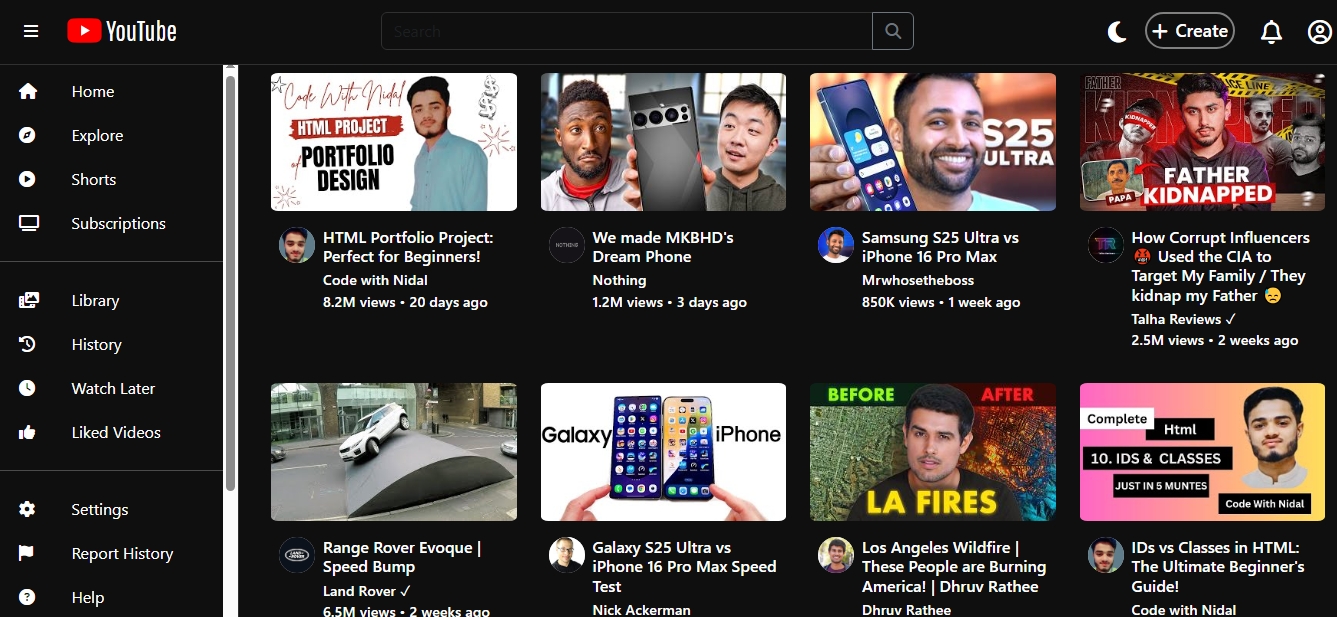 YouTube
Search
+ Create
Home
Explore
Shorts
Subscriptions
Library
History
Watch Later
Liked Videos
Settings
Report History
Help
Code With Nidal
HTML PROJECT
of PORTFOLIO
DESIGN
HTML Portfolio Project:
Perfect for Beginners!
Code with Nidal
8.2M views • 20 days ago
NOTHING
We made MKBHD's
Dream Phone
Nothing
1.2M views • 3 days ago
S25
ULTRA
Samsung S25 Ultra vs
iPhone 16 Pro Max
Mrwhosetheboss
850K views • 1 week ago
FATHER
KIDNAPPED
POLICE LINE
KIDNAPPER
PAPA
FATHER
KIDNAPPED
TR
How Corrupt Influencers
🤬 Used the CIA to
Target My Family / They
kidnap my Father 😓
Talha Reviews ✓
2.5M views • 2 weeks ago
LAND ROVER
Range Rover Evoque |
Speed Bump
Land Rover ✓
6.5M views • 2 weeks ago
Galaxy iPhone
Galaxy S25 Ultra vs
iPhone 16 Pro Max Speed
Test
Nick Ackerman
BEFORE AFTER
LA FIRES
Los Angeles Wildfire |
These People are Burning
America! | Dhruv Rathee
Dhruv Rathee
Complete
Html
10. IDS & CLASSES
JUST IN 5 MUNTES
Code With Nidal
IDs vs Classes in HTML:
The Ultimate Beginner's
Guide!
Code with Nidal